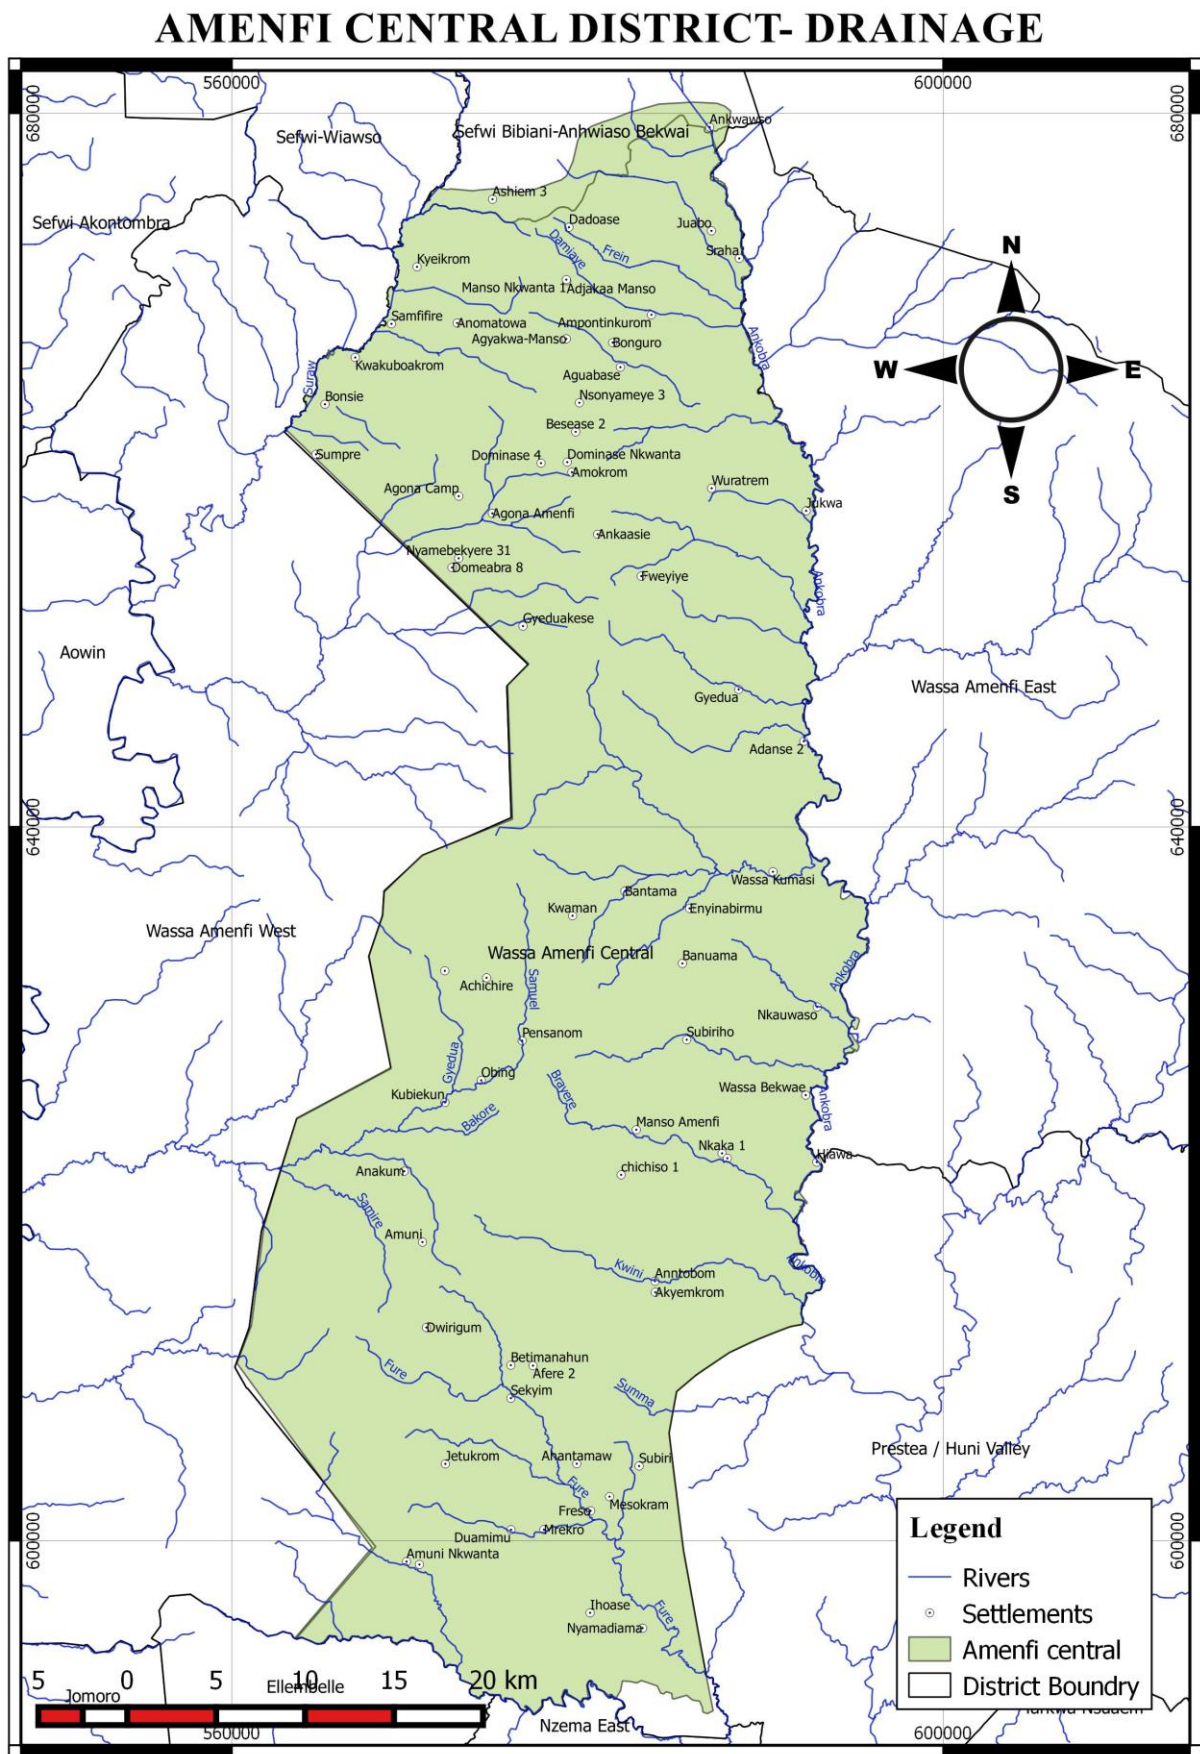 AMENFI CENTRAL DISTRICT- DRAINAGE
560000
600000
680000
680000
Ankwawso
Sefwi-Wiawso
Sefwi Bibiani-Anhwiaso Bekwai
Ashiem 3
Sefwi-Akontombra
Dadoase
Juabo
Damiaye
Frein
Sraha
N
Kyeikrom
Manso Nkwanta 1
Adjakaa Manso
Samfifire
Anomatowa
Ampontinkurom
Agyakwa-Manso
Bonguro
Ankobra
Kwakuboakrom
W
E
Suraw
Aguabase
Bonsie
Nsonyameye 3
Besease 2
Sumpre
Dominase 4
Dominase Nkwanta
Amokrom
Agona Camp
Wuratrem
S
Jukwa
Agona Amenfi
Ankaasie
Nyamebekyere 31
Domeabra 8
Fweyiye
Ankobra
Gyeduakese
Aowin
Wassa Amenfi East
Gyedua
Adanse 2
640000
640000
Wassa Kumasi
Bantama
Kwaman
Enyinabirmu
Wassa Amenfi West
Wassa Amenfi Central
Banuama
Ankobra
Achichire
Samuel
Nkauwaso
Pensanom
Subiriho
Gyedua
Obing
Brayere
Wassa Bekwae
Kubiekun
Ankobra
Bakore
Manso Amenfi
Nkaka 1
Hiawa
Anakum
chichiso 1
Samire
Amuni
Kwini
Anntobom
Ankobra
Akyemkrom
Dwirigum
Betimanahun
Fure
Afere 2
Sekyim
Summa
Prestea / Huni Valley
Jetukrom
Ahantamaw
Subiri
Fure
Mesokram
Freso
Duamimu
Mrekro
600000
600000
Amuni Nkwanta
Ihoase
Fure
Nyamadiama
Legend
Rivers
Settlements
Amenfi central
District Boundry
5 0 5 10 15 20 km
Jomoro
Ellembelle
Nzema East
560000
600000